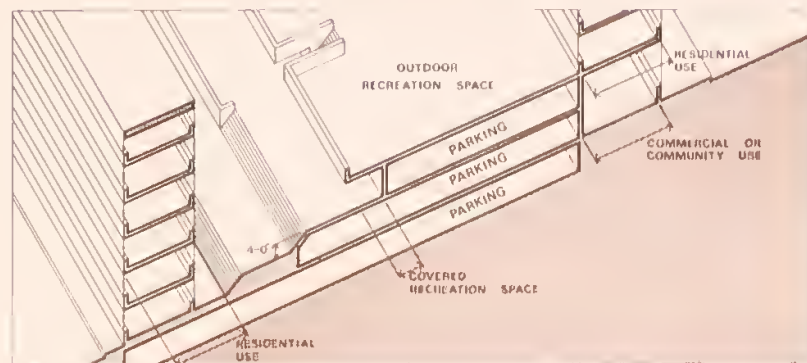 OUTDOOR
RECREATION SPACE
RESIDENTIAL
USE
PARKING
PARKING
PARKING
COMMERCIAL OR
COMMUNITY USE
4-0
COVERED
RECREATION SPACE
RESIDENTIAL
USE